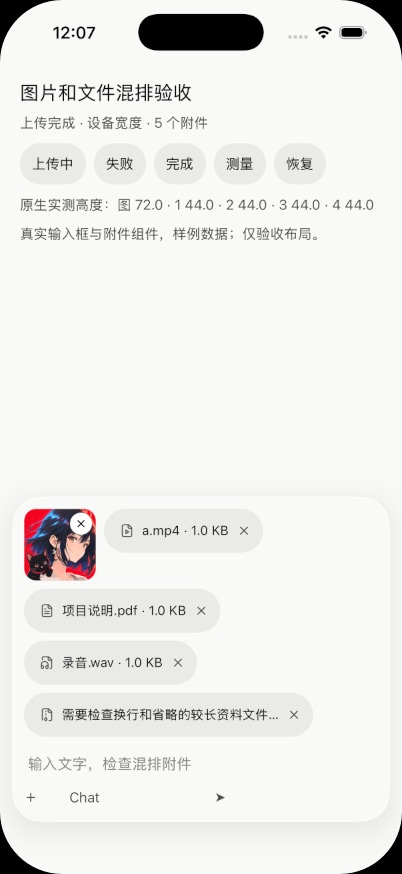 12:07
图片和文件混排验收
上传完成 · 设备宽度 · 5 个附件
上传中 失败 完成 测量 恢复
原生实测高度：图 72.0 · 1 44.0 · 2 44.0 · 3 44.0 · 4 44.0
真实输入框与附件组件，样例数据；仅验收布局。
a.mp4 · 1.0 KB
项目说明.pdf · 1.0 KB
录音.wav · 1.0 KB
需要检查换行和省略的较长资料文件...
输入文字，检查混排附件
+ Chat